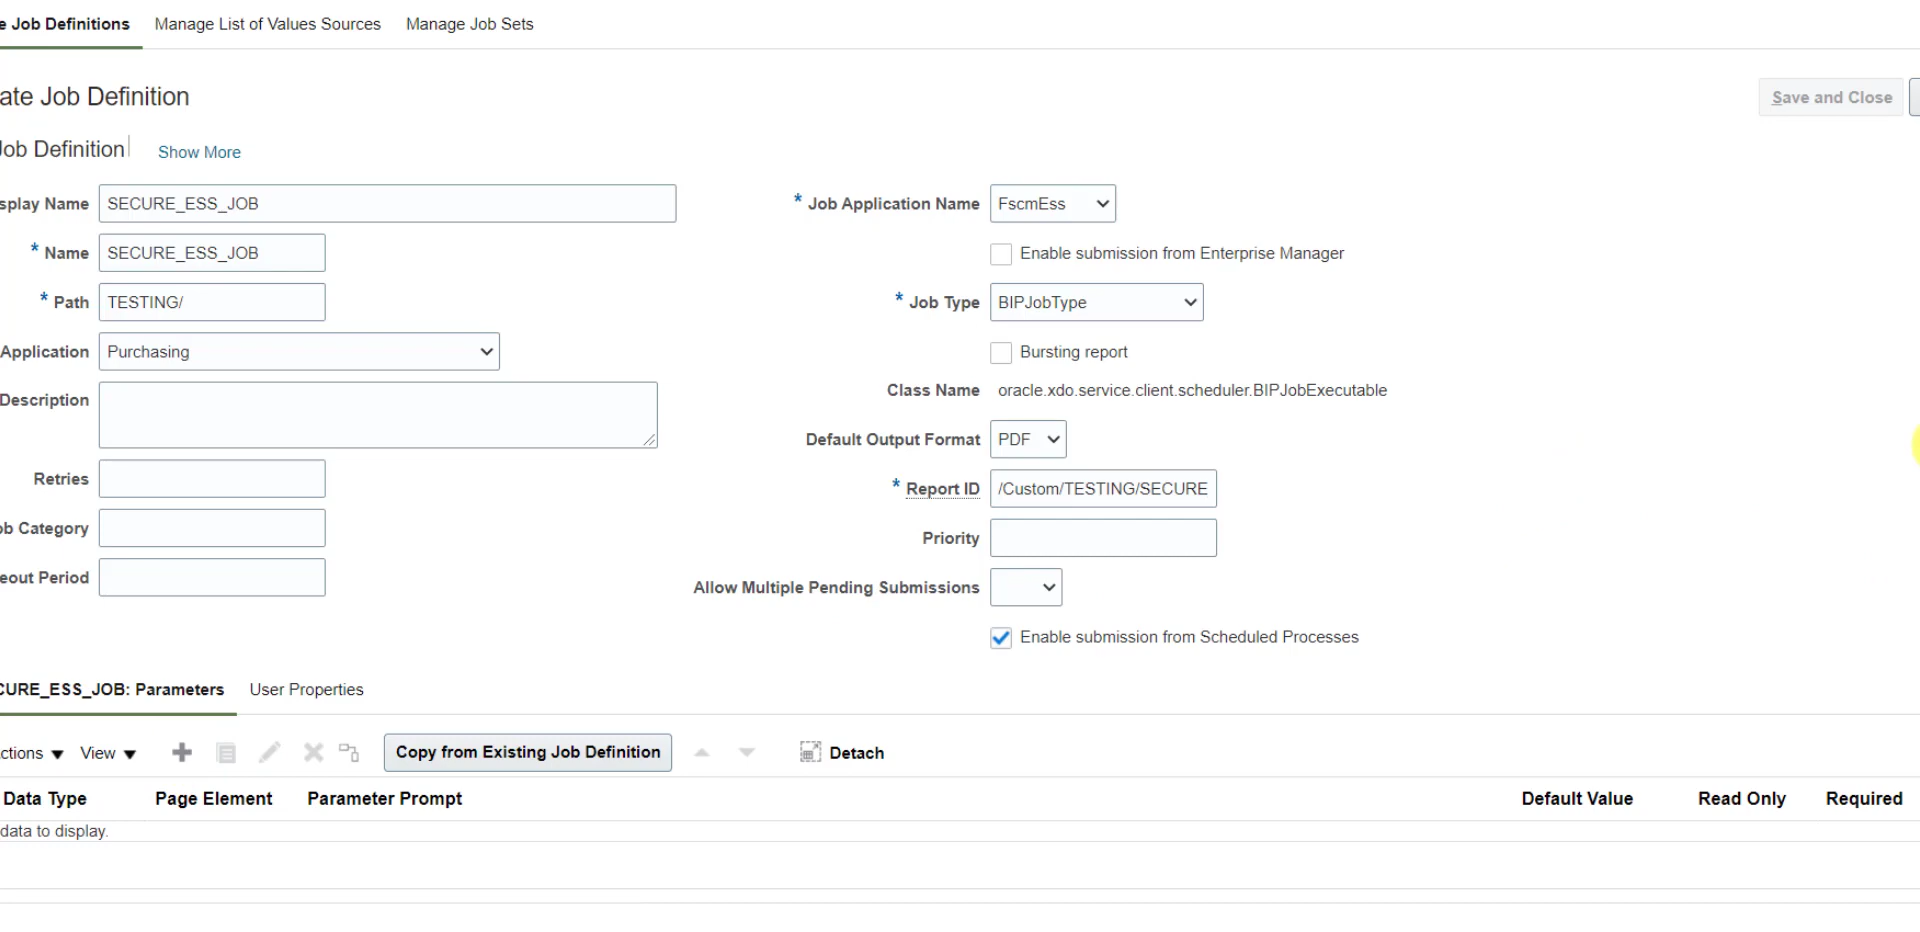 e Job Definitions Manage List of Values Sources Manage Job Sets
ate Job Definition
Save and Close
Job Definition Show More
splay Name SECURE_ESS_JOB
* Name SECURE_ESS_JOB
* Path TESTING/
Application Purchasing
Description
Retries
ob Category
eout Period
* Job Application Name FscmEss
Enable submission from Enterprise Manager
* Job Type BIPJobType
Bursting report
Class Name oracle.xdo.service.client.scheduler.BIPJobExecutable
Default Output Format PDF
* Report ID /Custom/TESTING/SECURE
Priority
Allow Multiple Pending Submissions
Enable submission from Scheduled Processes
CURE_ESS_JOB: Parameters User Properties
ctions View Copy from Existing Job Definition Detach
Data Type Page Element Parameter Prompt Default Value Read Only Required
data to display.